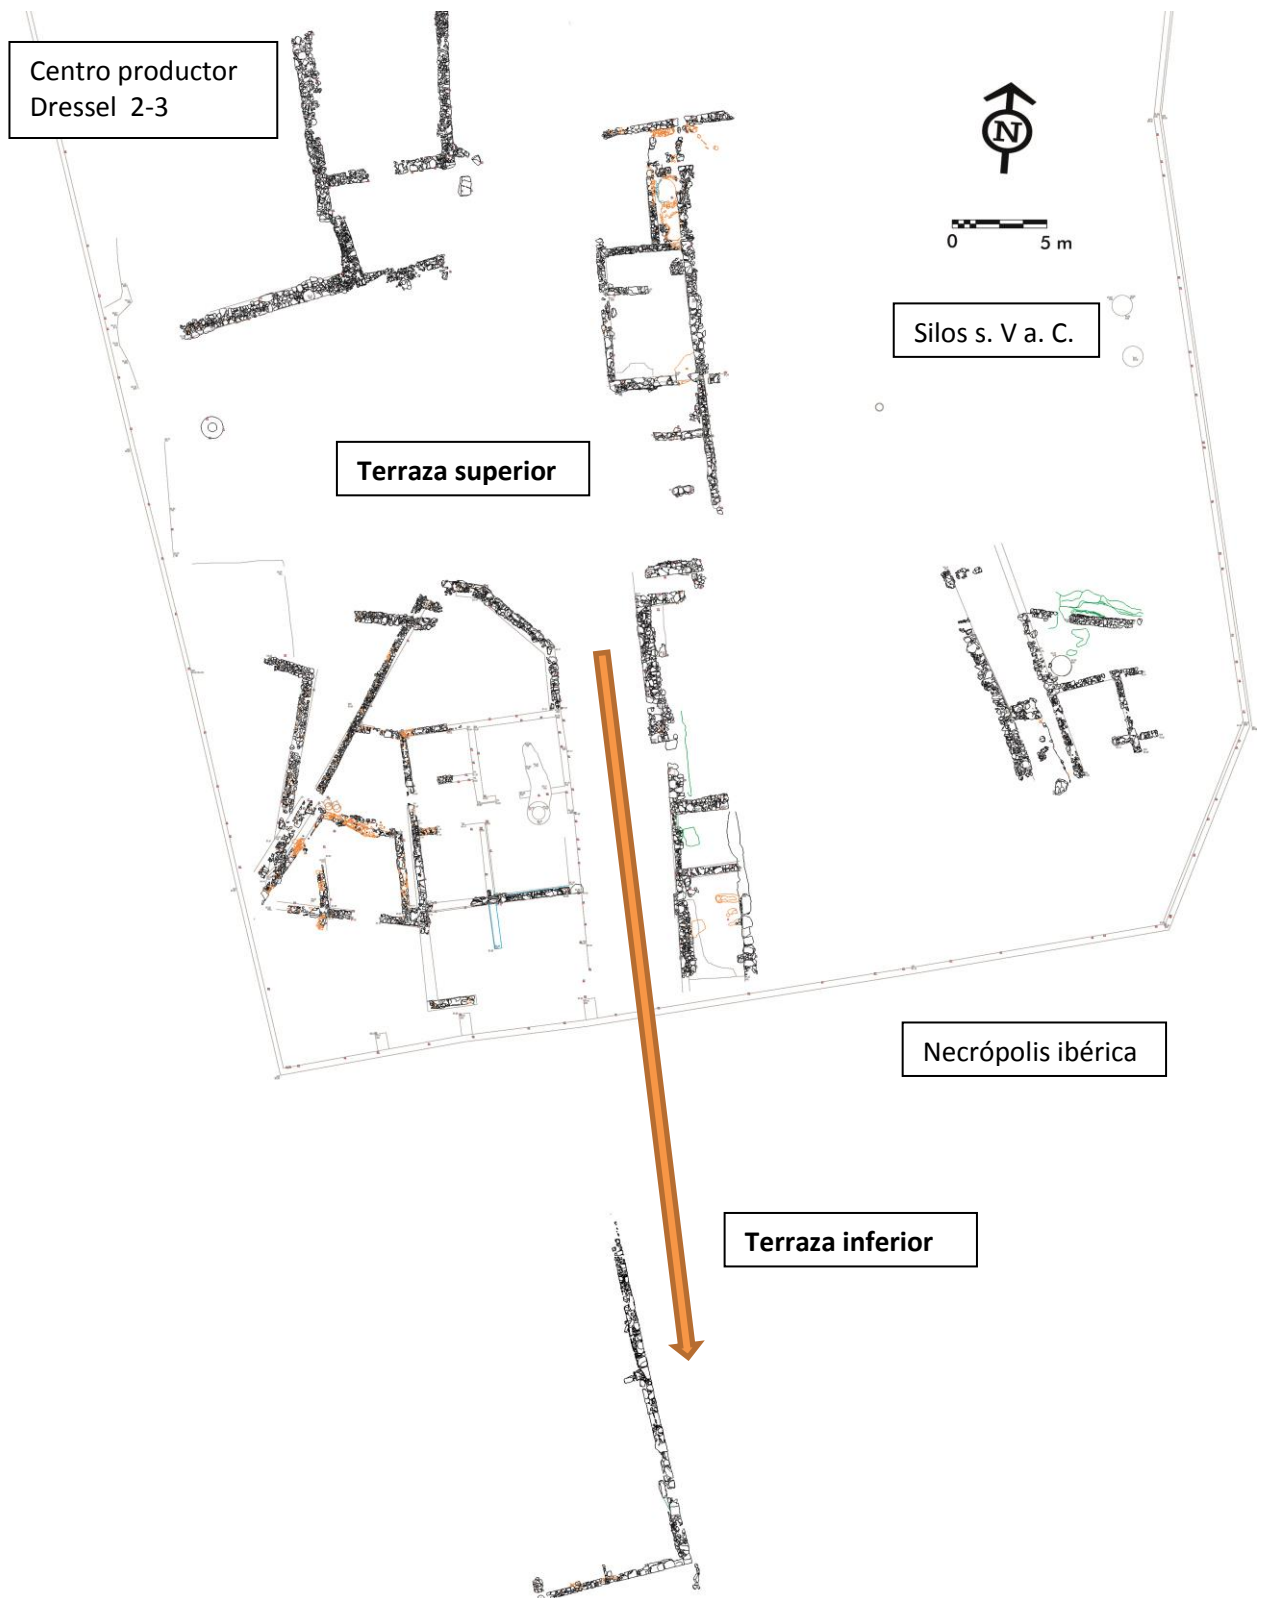 Centro productor
Dressel 2-3
N
0 5 m
Silos s. V a. C.
Terraza superior
Necrópolis ibérica
Terraza inferior